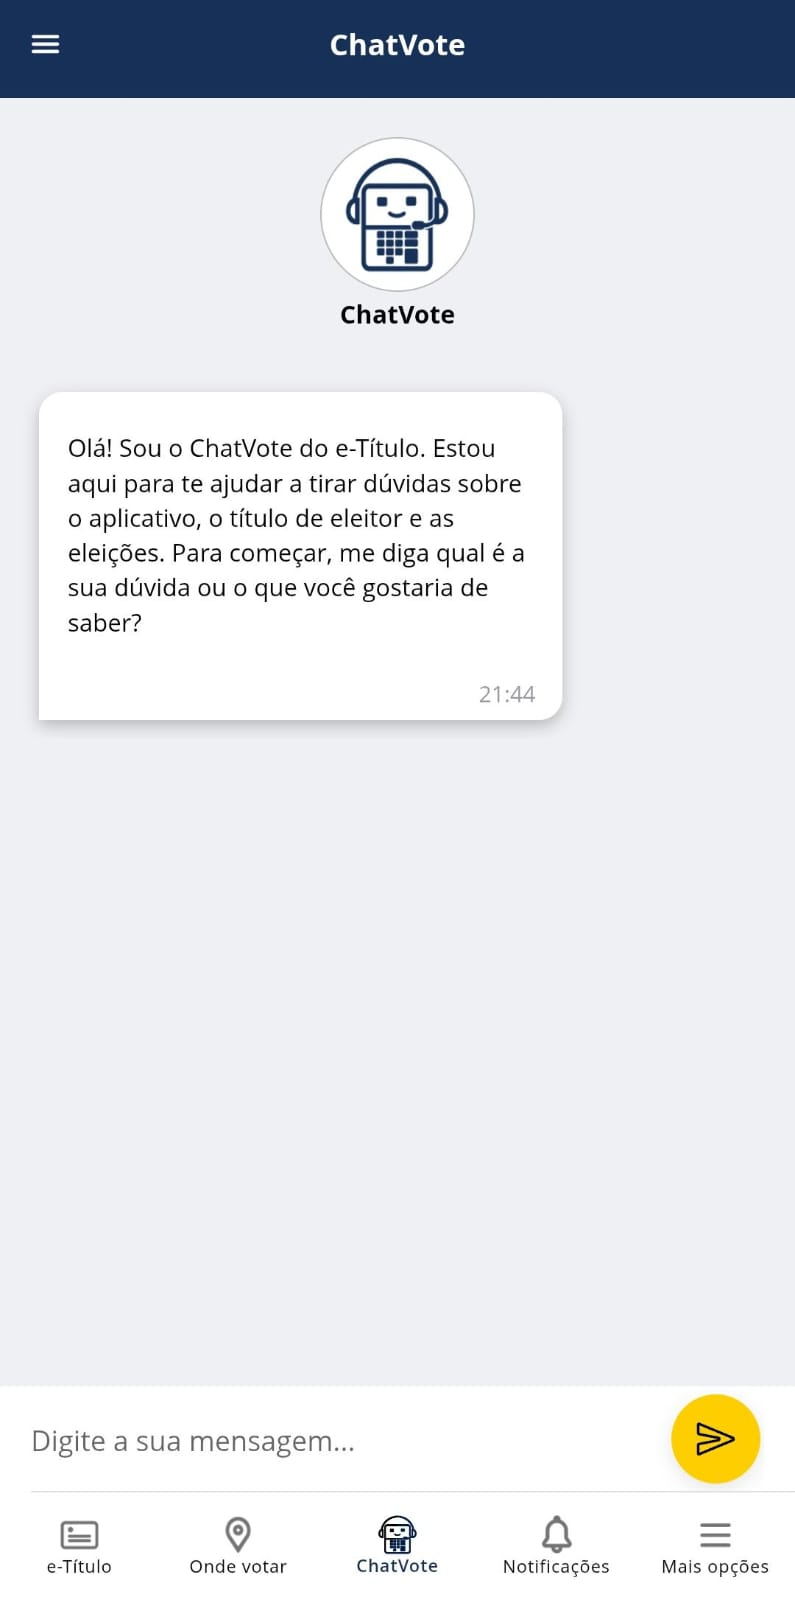 ChatVote
ChatVote
Olá! Sou o ChatVote do e-Título. Estou
aqui para te ajudar a tirar dúvidas sobre
o aplicativo, o título de eleitor e as
eleições. Para começar, me diga qual é a
sua dúvida ou o que você gostaria de
saber?
21:44
Digite a sua mensagem...
e-Título
Onde votar
ChatVote
Notificações
Mais opções